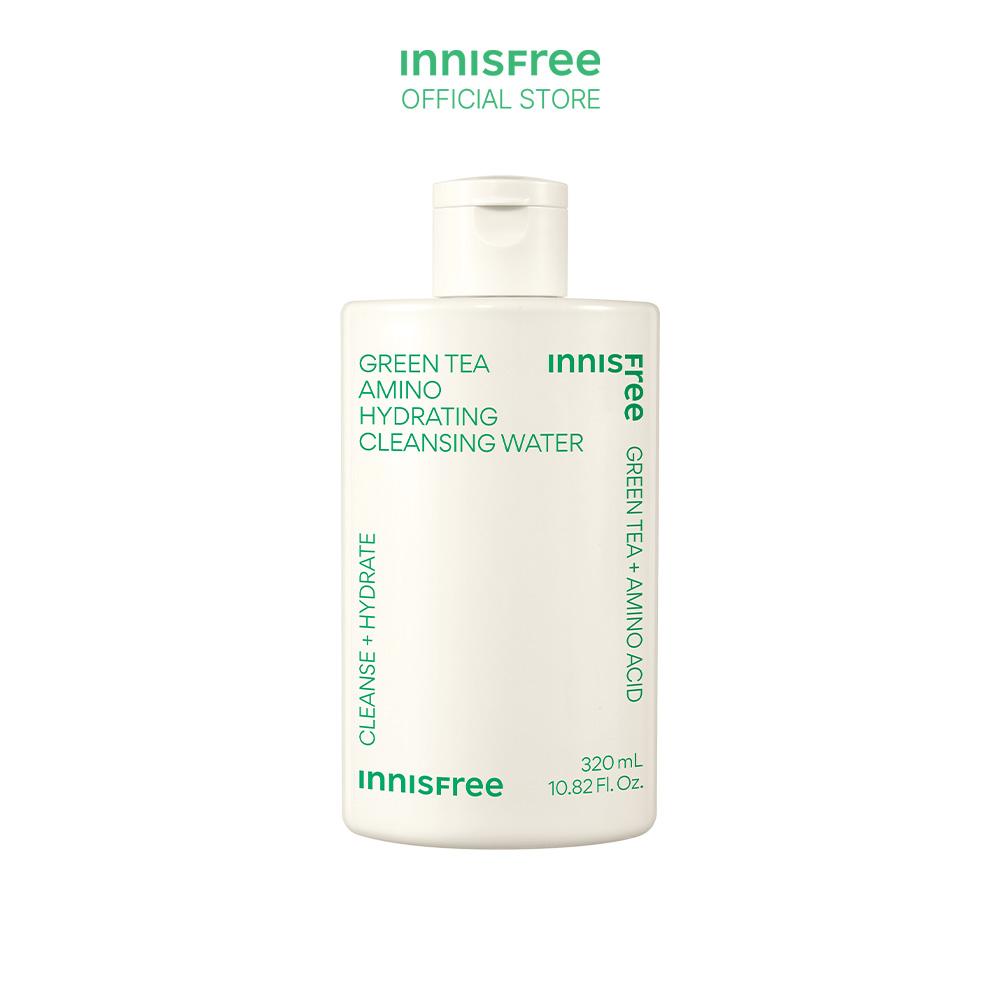 innisFree
OFFICIAL STORE
GREEN TEA
AMINO
HYDRATING
CLEANSING WATER
innisFree
GREEN TEA + AMINO ACID
CLEANSE + HYDRATE
innisFree
320 mL
10.82 Fl. Oz.